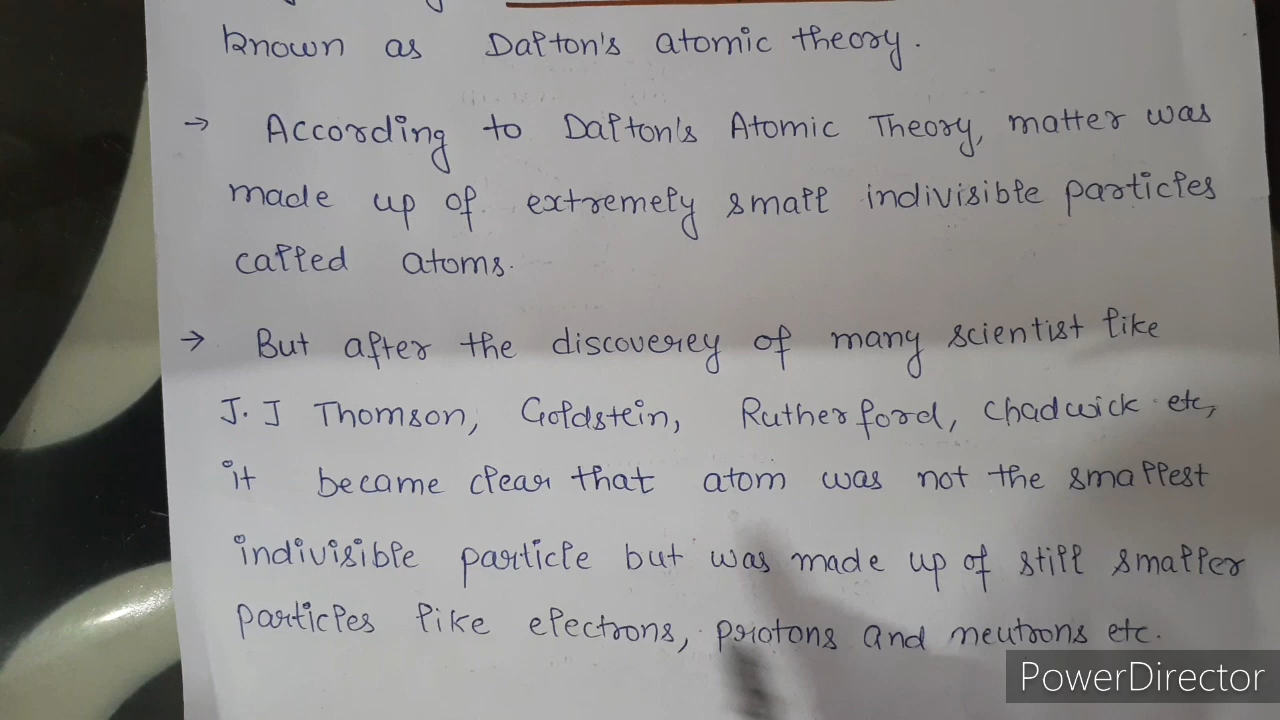 known as Dalton's atomic theory.
→ According to Dalton's Atomic Theory, matter was
made up of extremely small indivisible particles
called atoms.
→ But after the discoverey of many scientist like
J. J Thomson, Goldstein, Rutherford, Chadwick etc,
it became clear that atom was not the smallest
indivisible particle but was made up of still smaller
particles like electrons, protons and neutrons etc.
PowerDirector